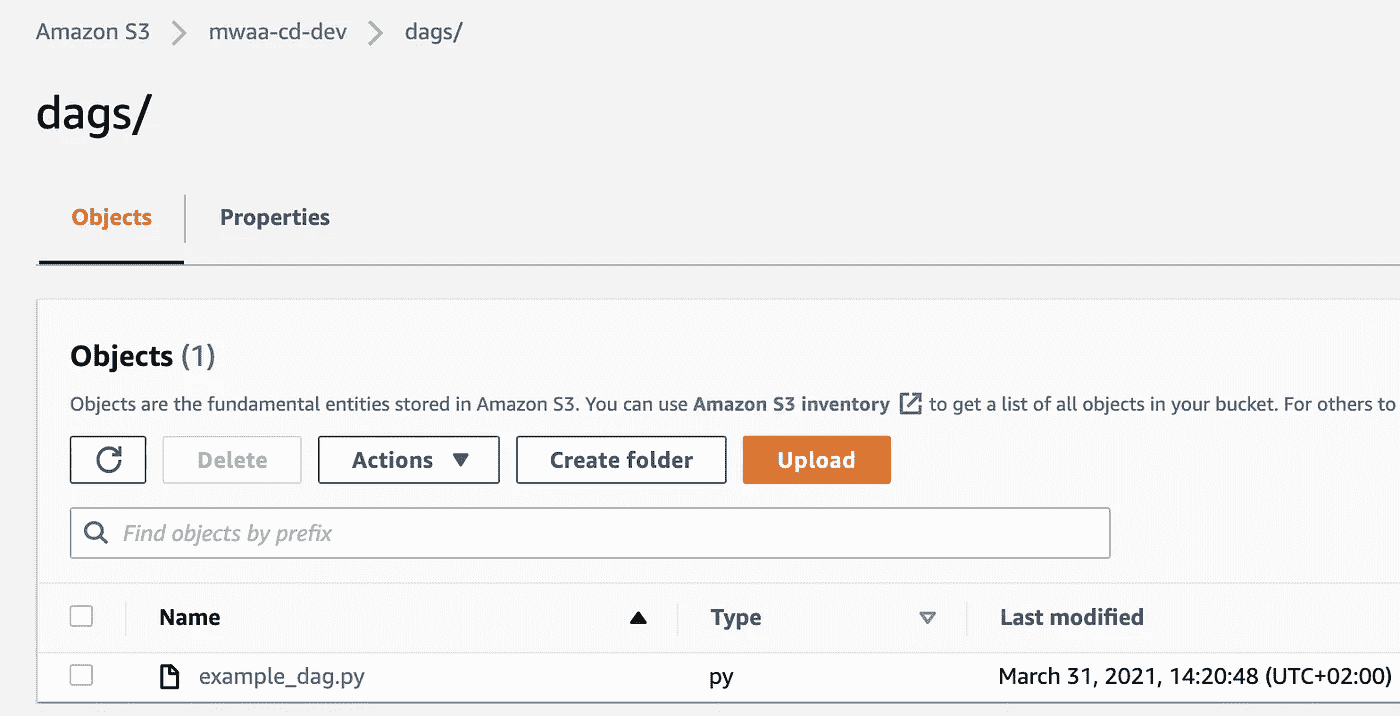 Amazon S3 > mwaa-cd-dev > dags/
dags/
Objects Properties
Objects (1)
Objects are the fundamental entities stored in Amazon S3. You can use Amazon S3 inventory to get a list of all objects in your bucket. For others to
Delete Actions Create folder Upload
Find objects by prefix
Name Type Last modified
example_dag.py py March 31, 2021, 14:20:48 (UTC+02:00)